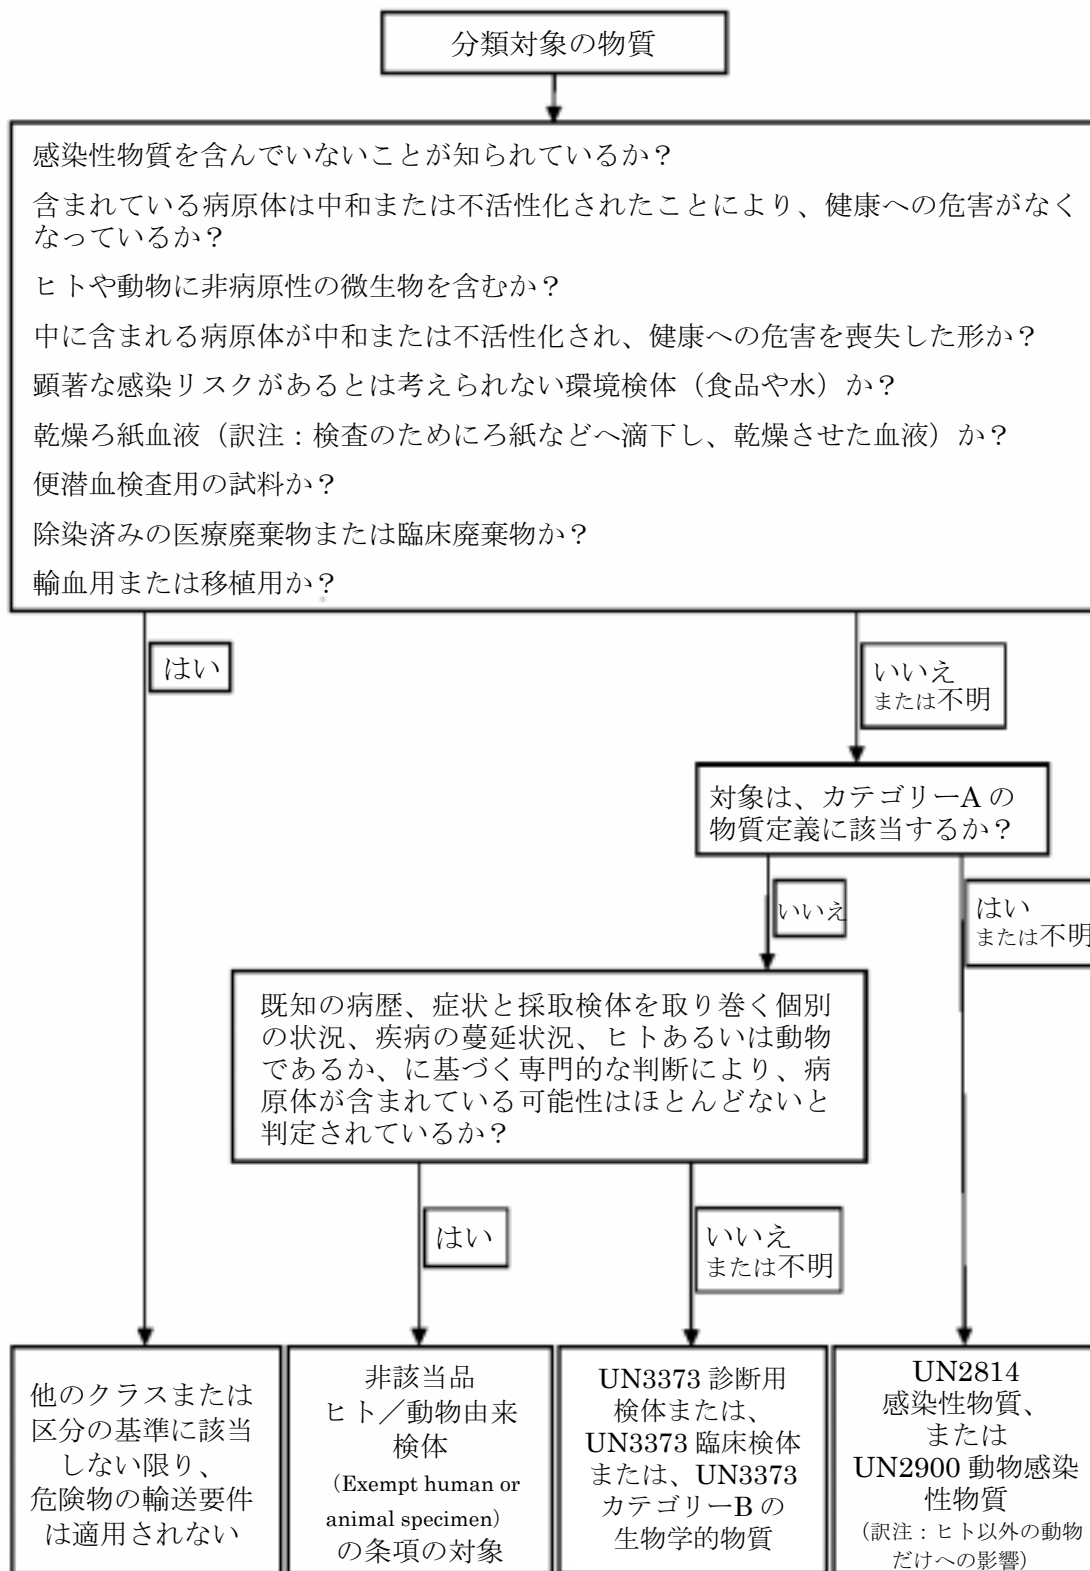 分類対象の物質
感染性物質を含んでいないことが知られているか？
含まれている病原体は中和または不活性化されたことにより、健康への危害がなく
なっているか？
ヒトや動物に非病原性の微生物を含むか？
中に含まれる病原体が中和または不活性化され、健康への危害を喪失した形か？
顕著な感染リスクがあるとは考えられない環境検体（食品や水）か？
乾燥ろ紙血液（訳注：検査のためにろ紙などへ滴下し、乾燥させた血液）か？
便潜血検査用の試料か？
除染済みの医療廃棄物または臨床廃棄物か？
輸血用または移植用か？
はい
いいえ
または不明
対象は、カテゴリーA の
物質定義に該当するか？
いいえ
はい
または不明
既知の病歴、症状と採取検体を取り巻く個別
の状況、疾病の蔓延状況、ヒトあるいは動物
であるか、に基づく専門的な判断により、病
原体が含まれている可能性はほとんどないと
判定されているか？
はい
いいえ
または不明
他のクラスまたは
区分の基準に該当
しない限り、
危険物の輸送要件
は適用されない
非該当品
ヒト／動物由来
検体
（Exempt human or
animal specimen）
の条項の対象
UN3373 診断用
検体または、
UN3373 臨床検体
または、UN3373
カテゴリーB の
生物学的物質
UN2814
感染性物質、
または
UN2900 動物感染
性物質
（訳注：ヒト以外の動物
だけへの影響）